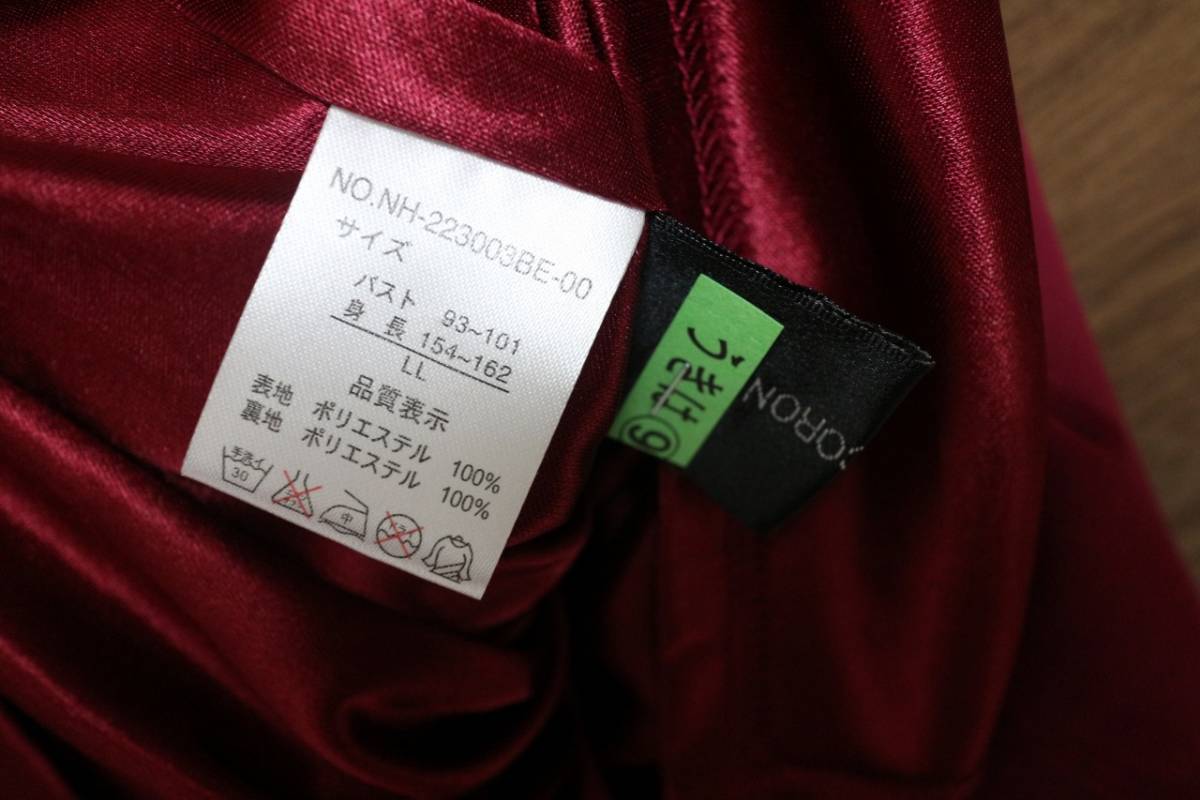 NO.NH-223003BE-00
サイズ
バスト 93~101
身長 154~162
LL
品質表示
表地 ポリエステル 100%
裏地 ポリエステル 100%
手洗イ
30
中